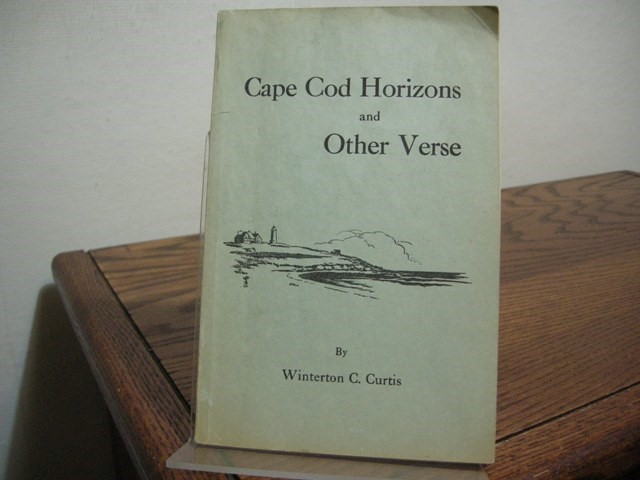 Cape Cod Horizons
and
Other Verse
By
Winterton C. Curtis